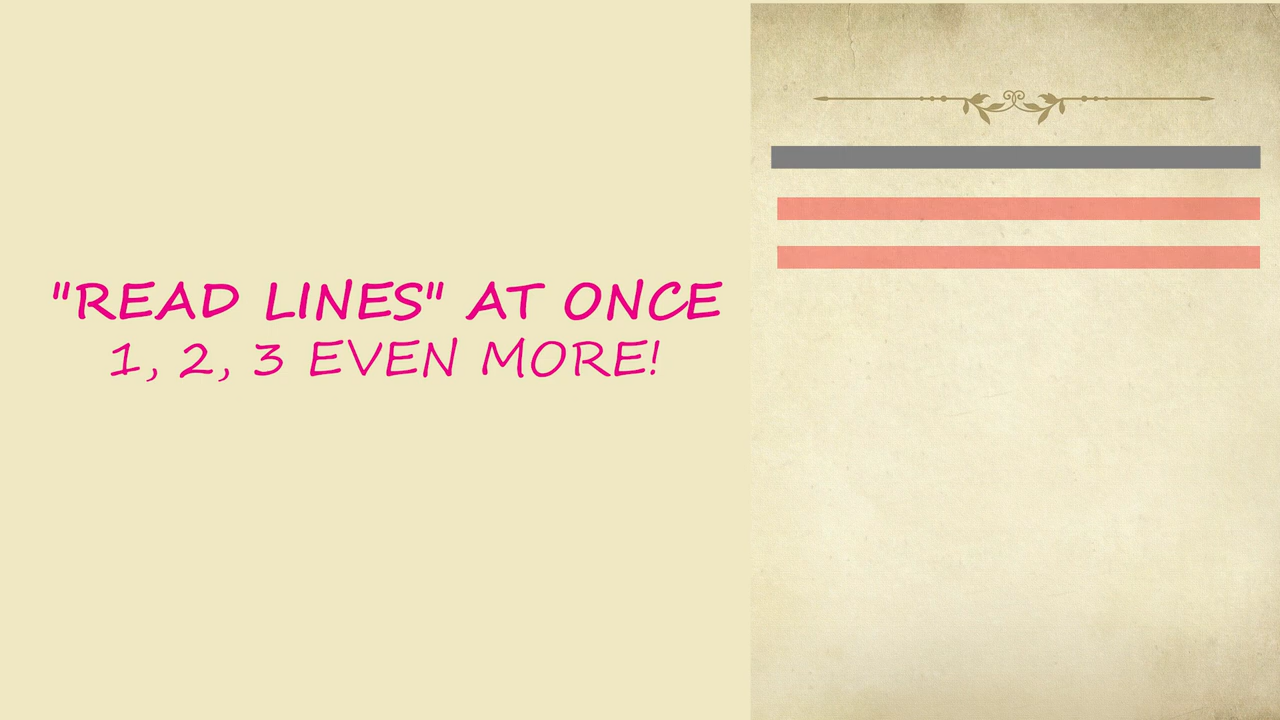 "READ LINES" AT ONCE
1, 2, 3 EVEN MORE!